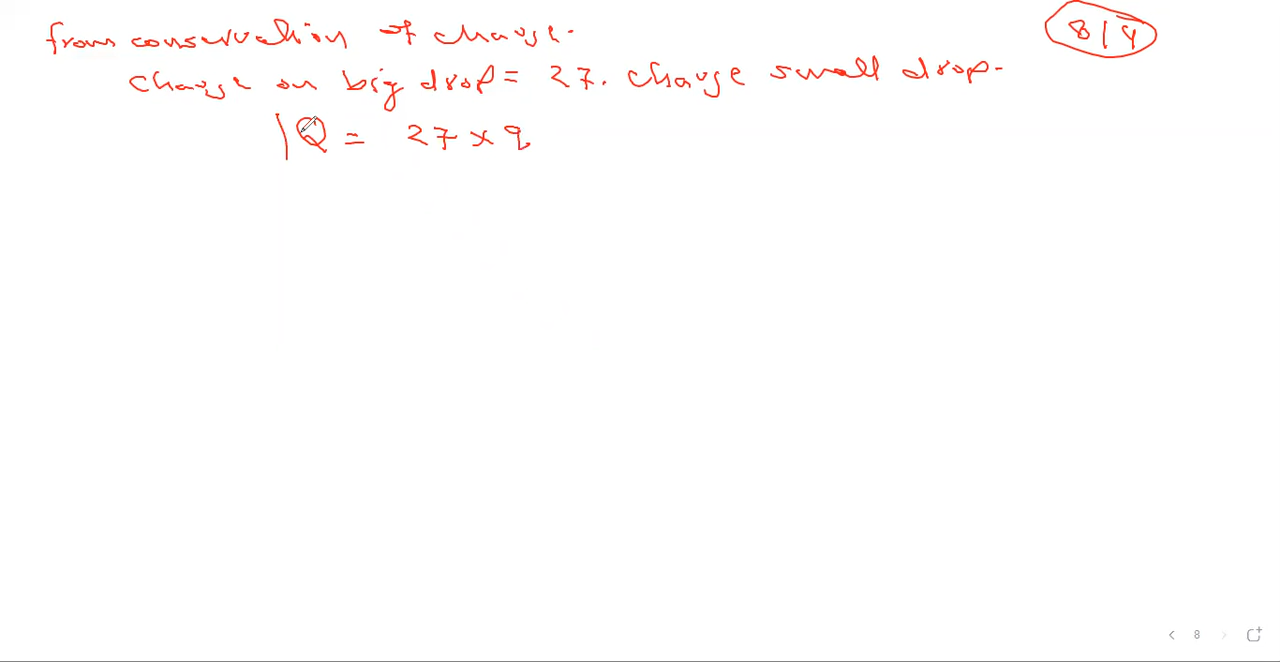 from conservation of charge.
8/4
charge on big drop = 27. charge small drop.
Q = 27 × q
< 8 >